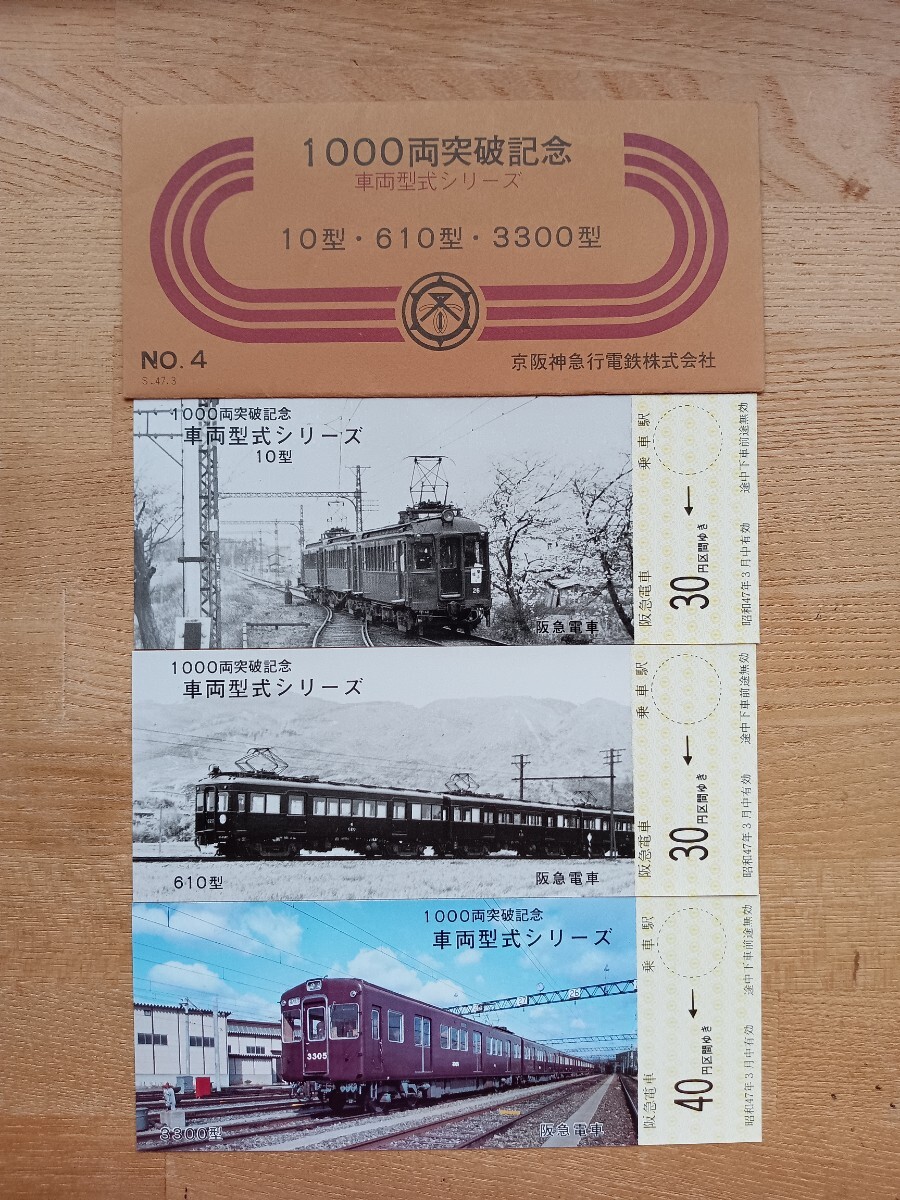 1000両突破記念
車両型式シリーズ
10型・610型・3300型
NO.4
S.47.3
京阪神急行電鉄株式会社
1000両突破記念
車両型式シリーズ
10型
26
阪急電車
乗車駅
阪急電車
→
30円区間ゆき
途中下車前途無効
昭和47年3月中有効
1000両突破記念
車両型式シリーズ
610型
阪急電車
乗車駅
阪急電車
→
30円区間ゆき
途中下車前途無効
昭和47年3月中有効
1000両突破記念
車両型式シリーズ
27 26
3305
3305
3300型
阪急電車
乗車駅
阪急電車
→
40円区間ゆき
途中下車前途無効
昭和47年3月中有効